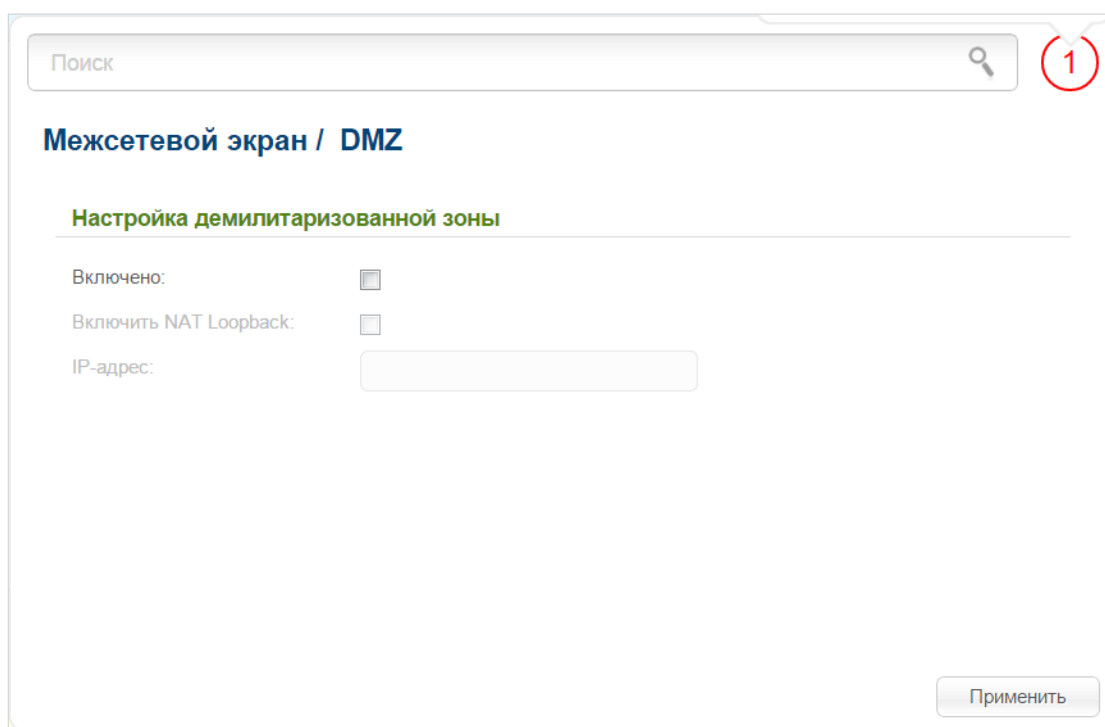 Поиск
1
Межсетевой экран / DMZ
Настройка демилитаризованной зоны
Включено:
Включить NAT Loopback:
IP-адрес:
Применить